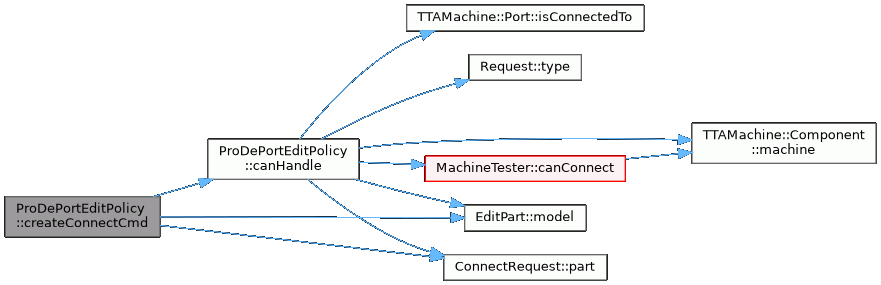 TTAMachine::Port::isConnectedTo
Request::type
TTAMachine::Component
::machine
ProDePortEditPolicy
::canHandle
MachineTester::canConnect
ProDePortEditPolicy
::createConnectCmd
EditPart::model
ConnectRequest::part